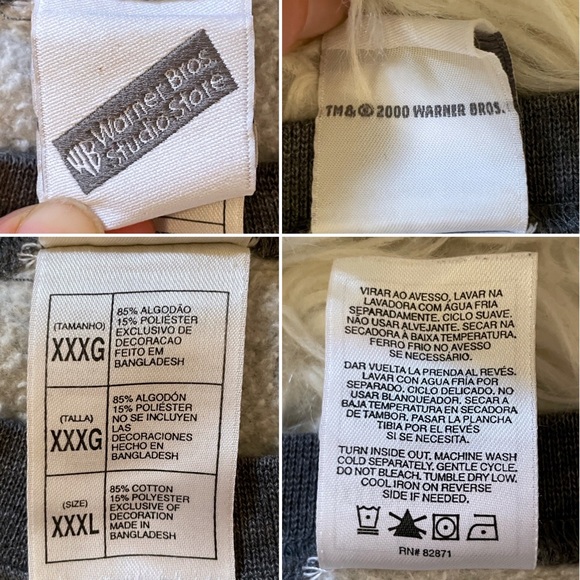 WB Warner Bros.
Studio Store
TM& © 2000 WARNER BROS.
(TAMANHO)
XXXG
85% ALGODÃO
15% POLIÉSTER
EXCLUSIVO DE
DECORACAO
FEITO EM
BANGLADESH
(TALLA)
XXXG
85% ALGODÓN
15% POLIÉSTER
NO SE INCLUYEN
LAS
DECORACIONES
HECHO EN
BANGLADESH
(SIZE)
XXXL
85% COTTON
15% POLYESTER
EXCLUSIVE OF
DECORATION
MADE IN
BANGLADESH
VIRAR AO AVESSO, LAVAR NA
LAVADORA COM ÁGUA FRIA
SEPARADAMENTE. CICLO SUAVE.
NÃO USAR ALVEJANTE. SECAR NA
SECADORA À BAIXA TEMPERATURA.
FERRO FRIO NO AVESSO
SE NECESSÁRIO.
DAR VUELTA LA PRENDA AL REVÉS.
LAVAR CON AGUA FRÍA POR
SEPARADO. CICLO DELICADO. NO
USAR BLANQUEADOR. SECAR A
BAJA TEMPERATURA EN SECADORA
DE TAMBOR. PASAR LA PLANCHA
TIBIA POR EL REVÉS
SI SE NECESITA.
TURN INSIDE OUT. MACHINE WASH
COLD SEPARATELY. GENTLE CYCLE.
DO NOT BLEACH. TUMBLE DRY LOW.
COOL IRON ON REVERSE
SIDE IF NEEDED.
RN# 82871